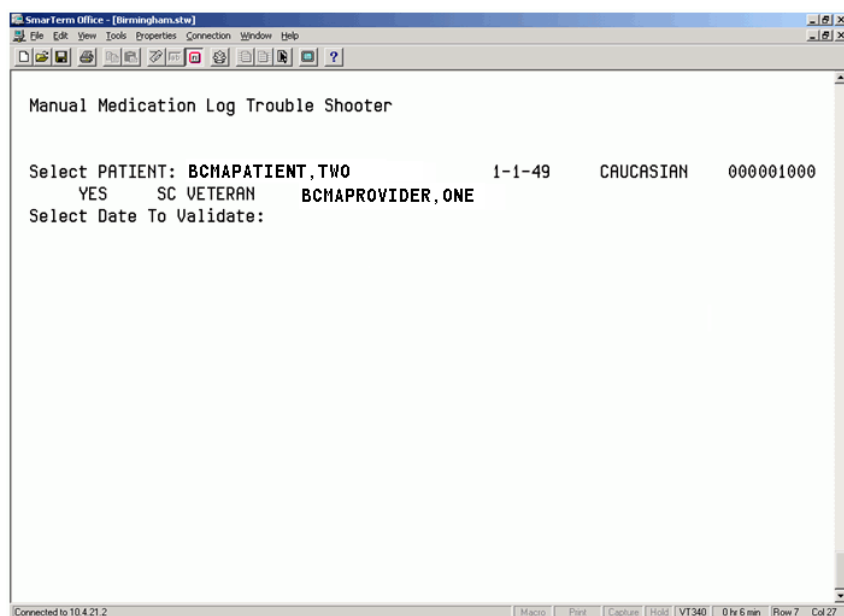 SmarTerm Office - [Birmingham.stw]
File Edit View Tools Properties Connection Window Help
Manual Medication Log Trouble Shooter
Select PATIENT: BCMAPATIENT,TWO 1-1-49 CAUCASIAN 000001000
YES SC VETERAN BCMAPROVIDER,ONE
Select Date To Validate:
Connected to 10.4.21.2 Macro Print Capture Hold VT340 0 hr 6 min Row 7 Col 27